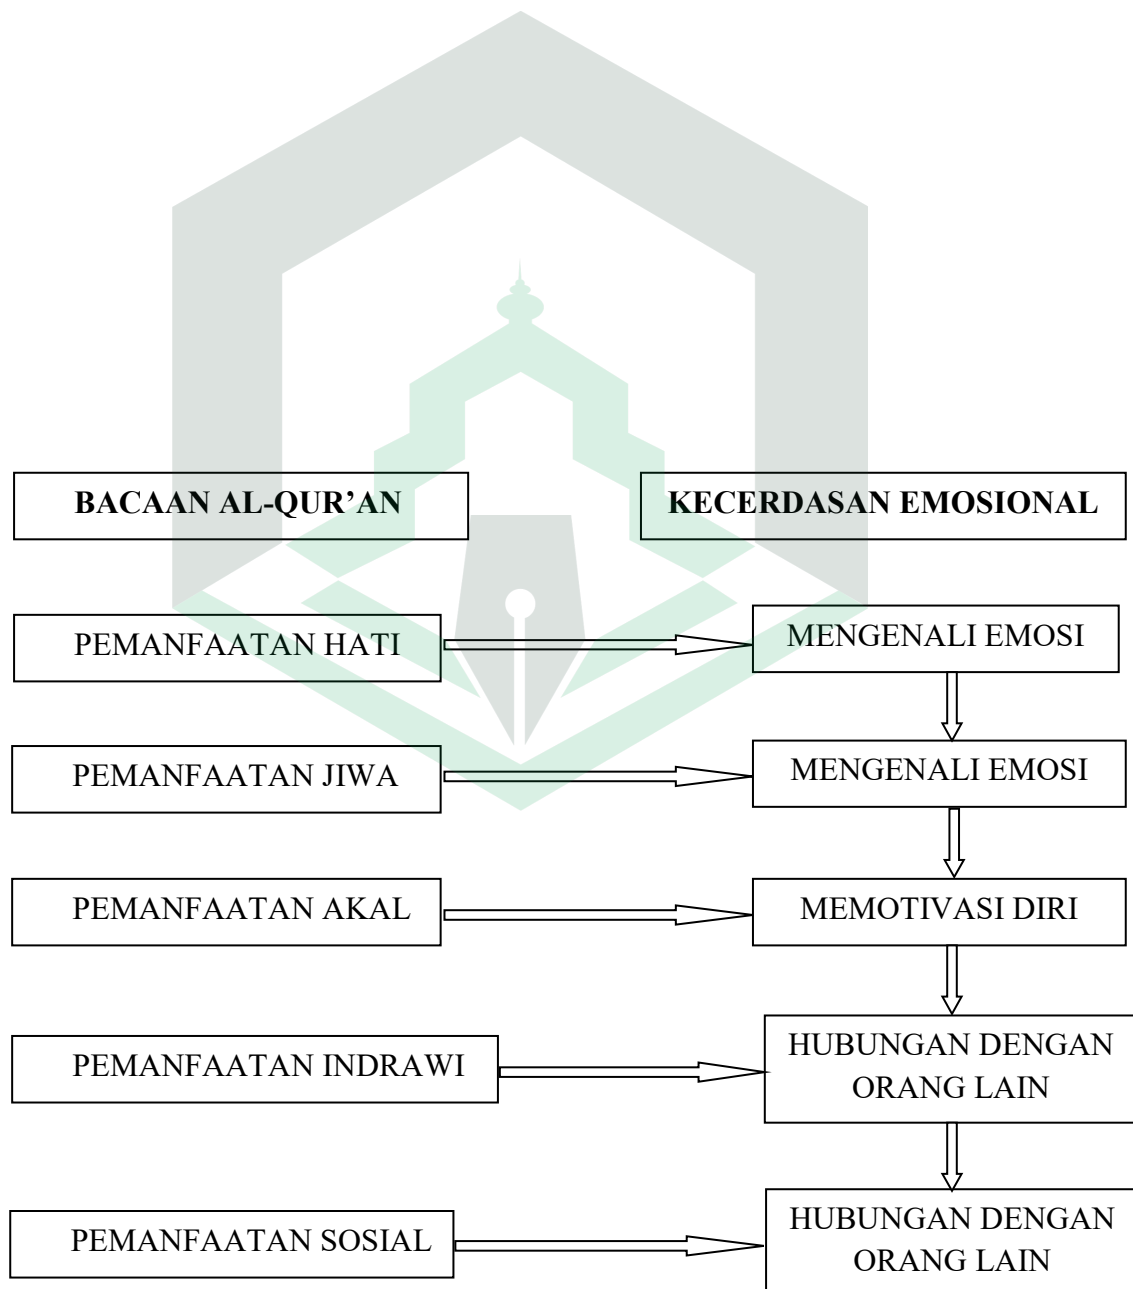 BACAAN AL-QUR’AN
KECERDASAN EMOSIONAL
PEMANFAATAN HATI
MENGENALI EMOSI
PEMANFAATAN JIWA
MENGENALI EMOSI
PEMANFAATAN AKAL
MEMOTIVASI DIRI
PEMANFAATAN INDRAWI
HUBUNGAN DENGAN
ORANG LAIN
PEMANFAATAN SOSIAL
HUBUNGAN DENGAN
ORANG LAIN